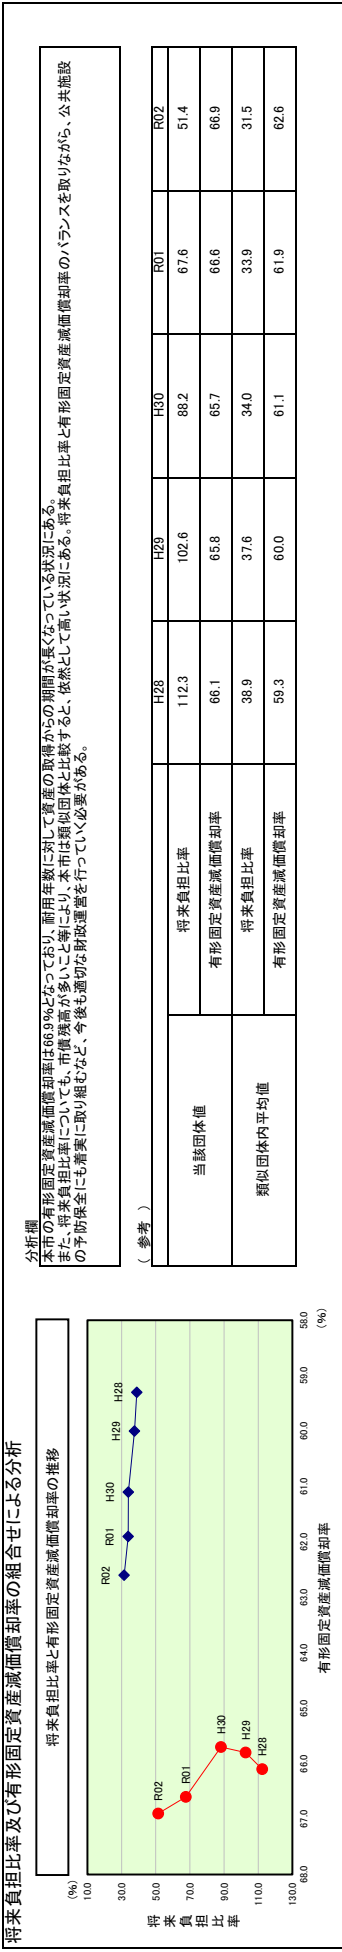 将来負担比率及び有形固定資産減価償却率の組合せによる分析
将来負担比率と有形固定資産減価償却率の推移
(%)
10.0
30.0
50.0
70.0
90.0
110.0
130.0
将来負担比率
R02
R01
H30
H29
H28
R02
R01
H30
H29
H28
68.0 67.0 66.0 65.0 64.0 63.0 62.0 61.0 60.0 59.0 58.0
有形固定資産減価償却率
(%)
分析欄
本市の有形固定資産減価償却率は66.9%となっており、耐用年数に対して資産の取得からの期間が長くなっている状況にある。
また、将来負担比率についても、市債残高が多いこと等により、本市は類似団体と比較すると、依然として高い状況にある。将来負担比率と有形固定資産減価償却率のバランスを取りながら、公共施設
の予防保全にも着実に取り組むなど、今後も適切な財政運営を行っていく必要がある。
( 参考 )
H28 H29 H30 R01 R02
当該団体値 将来負担比率 112.3 102.6 88.2 67.6 51.4
有形固定資産減価償却率 66.1 65.8 65.7 66.6 66.9
類似団体内平均値 将来負担比率 38.9 37.6 34.0 33.9 31.5
有形固定資産減価償却率 59.3 60.0 61.1 61.9 62.6